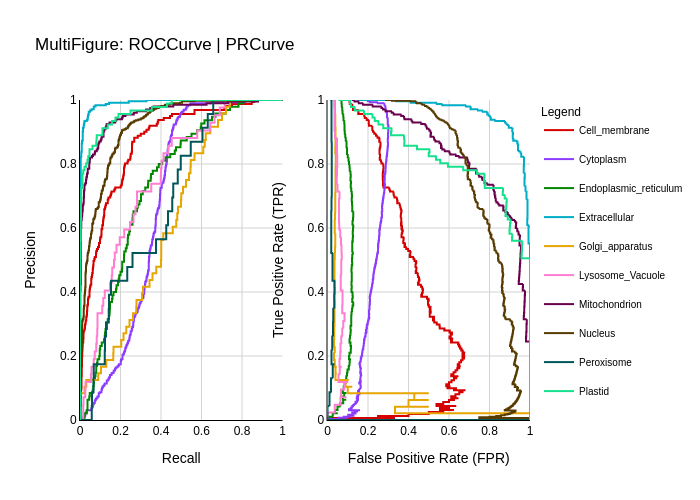 MultiFigure: ROCCurve | PRCurve
Precision
1
0.8
0.6
0.4
0.2
0
0 0.2 0.4 0.6 0.8 1
Recall
True Positive Rate (TPR)
1
0.8
0.6
0.4
0.2
0
0 0.2 0.4 0.6 0.8 1
False Positive Rate (FPR)
Legend
Cell_membrane
Cytoplasm
Endoplasmic_reticulum
Extracellular
Golgi_apparatus
Lysosome_Vacuole
Mitochondrion
Nucleus
Peroxisome
Plastid